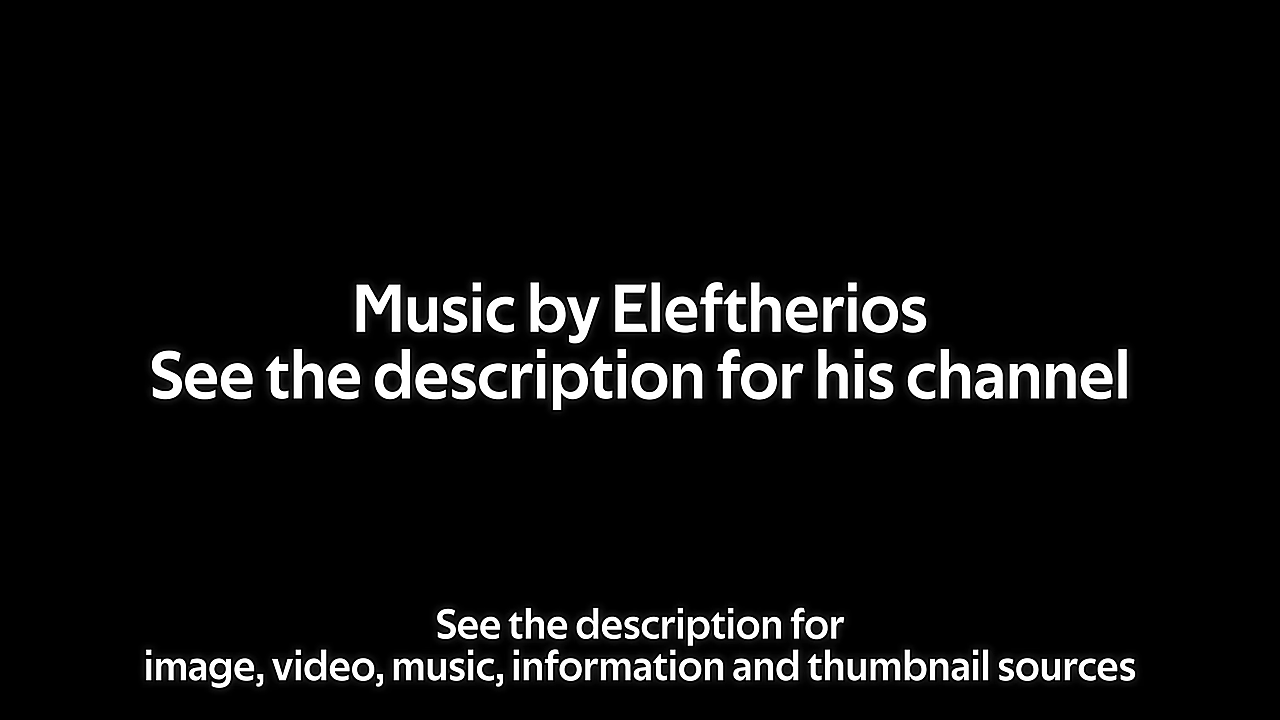 Music by Eleftherios
See the description for his channel
See the description for
image, video, music, information and thumbnail sources